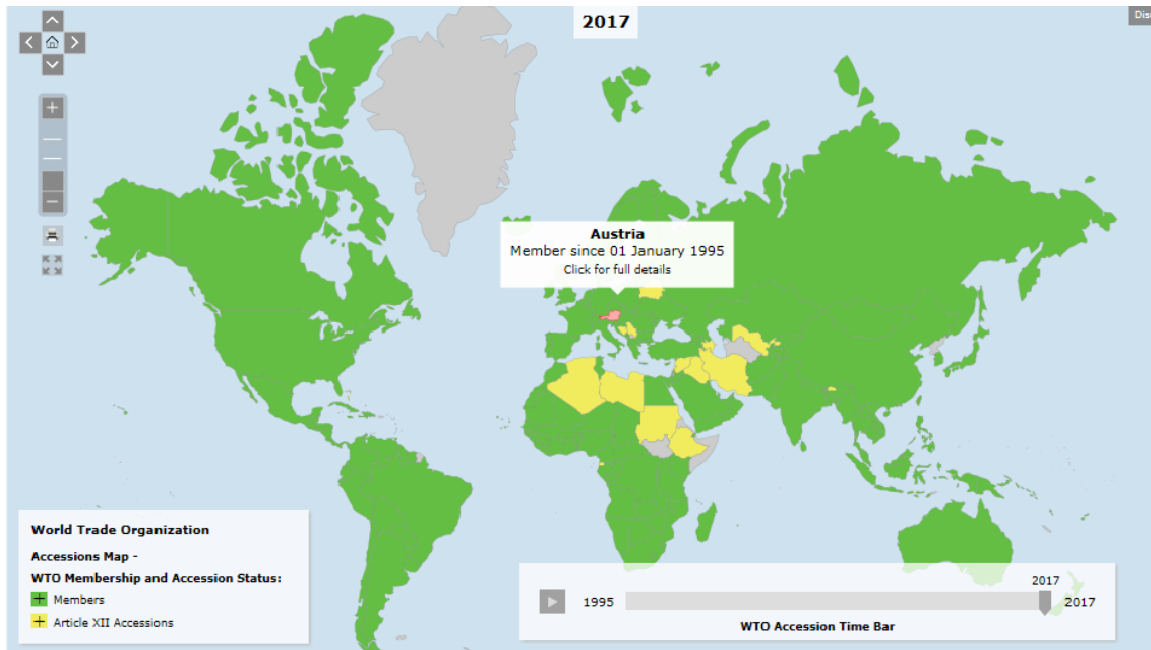 2017
Dis
Austria
Member since 01 January 1995
Click for full details
World Trade Organization
Accessions Map -
WTO Membership and Accession Status:
Members
Article XII Accessions
2017
1995
2017
WTO Accession Time Bar